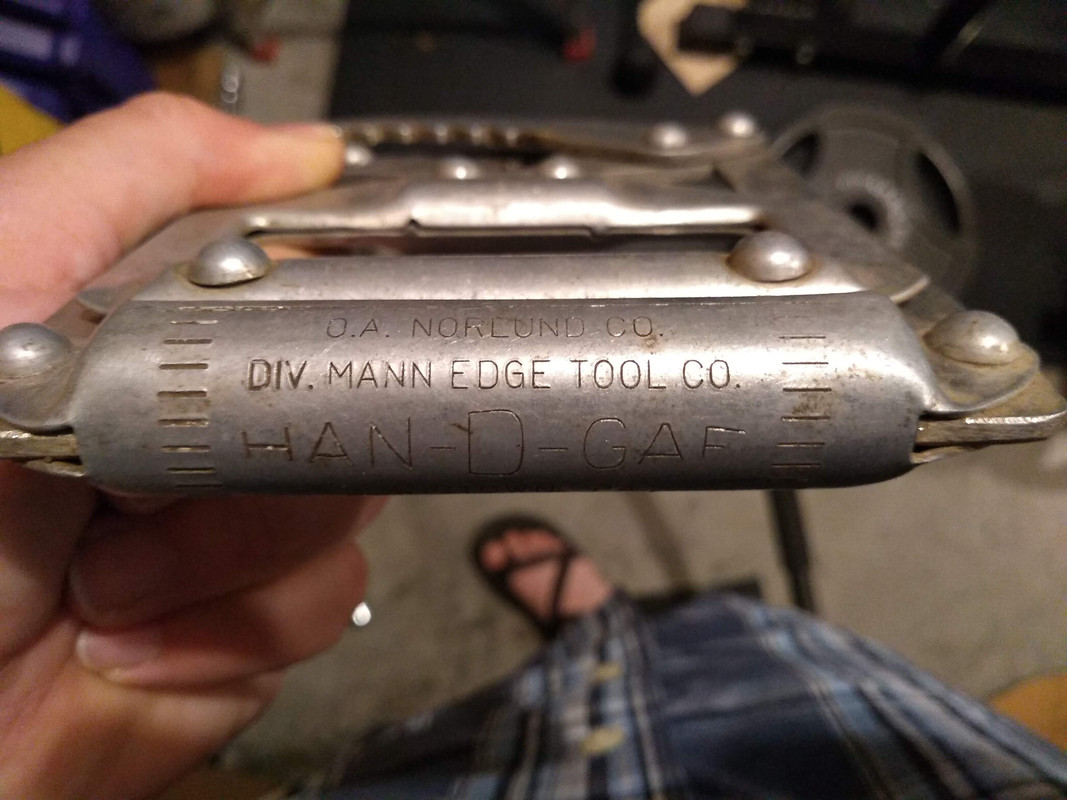 O.A. NORLUND CO.
DIV. MANN EDGE TOOL CO.
HAN-D-GAF